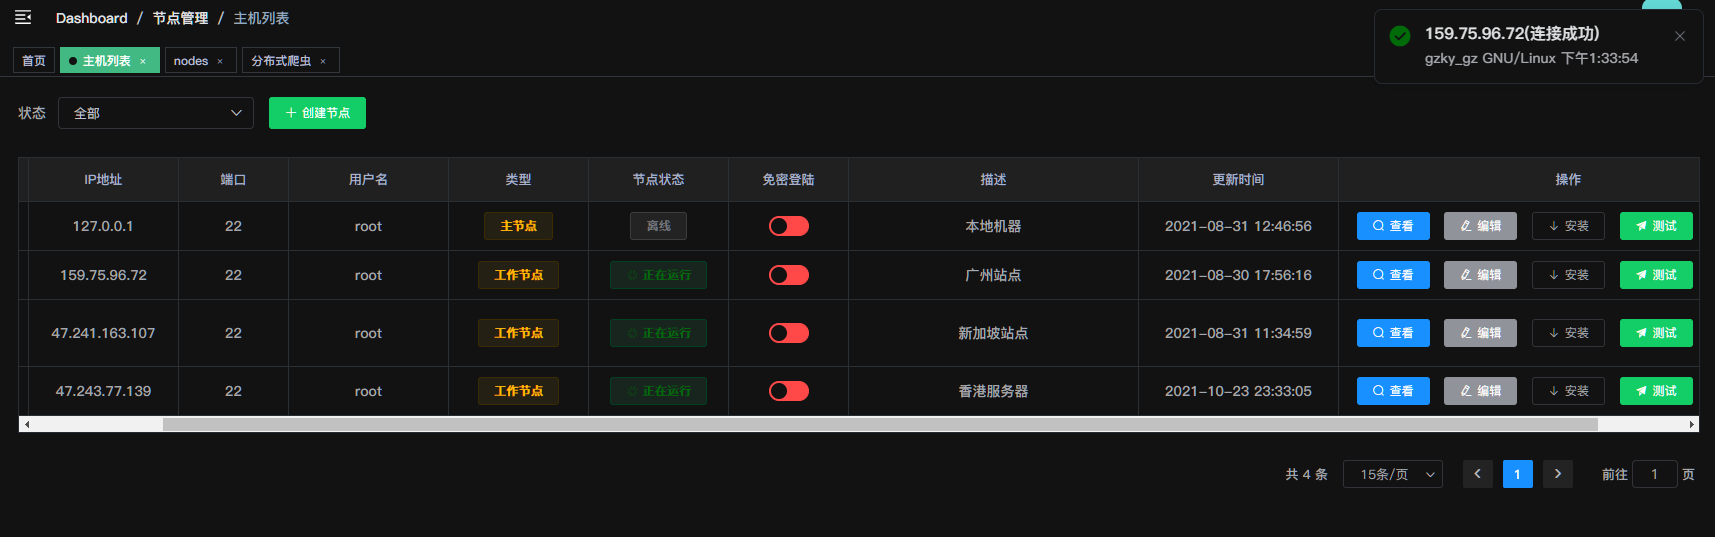 Dashboard / 节点管理 / 主机列表
159.75.96.72(连接成功)
gzky_gz GNU/Linux 下午1:33:54
首页 主机列表 × nodes × 分布式爬虫 ×
状态 全部 创建节点
IP地址 端口 用户名 类型 节点状态 免密登陆 描述 更新时间 操作
127.0.0.1 22 root 主节点 离线 本地机器 2021-08-31 12:46:56 查看 编辑 安装 测试
159.75.96.72 22 root 工作节点 正在运行 广州站点 2021-08-30 17:56:16 查看 编辑 安装 测试
47.241.163.107 22 root 工作节点 正在运行 新加坡站点 2021-08-31 11:34:59 查看 编辑 安装 测试
47.243.77.139 22 root 工作节点 正在运行 香港服务器 2021-10-23 23:33:05 查看 编辑 安装 测试
共 4 条 15条/页 1 前往 1 页